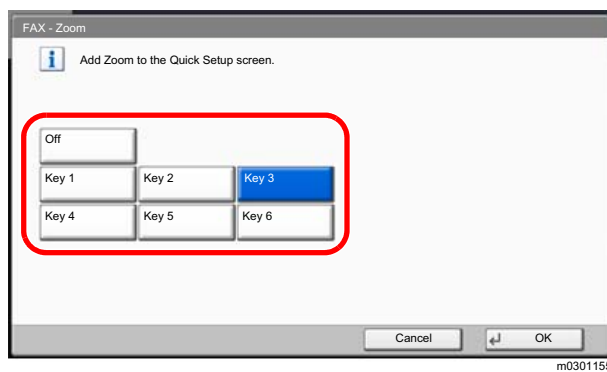 FAX - Zoom
Add Zoom to the Quick Setup screen.
Off
Key 1 Key 2 Key 3
Key 4 Key 5 Key 6
Cancel OK
m0301155